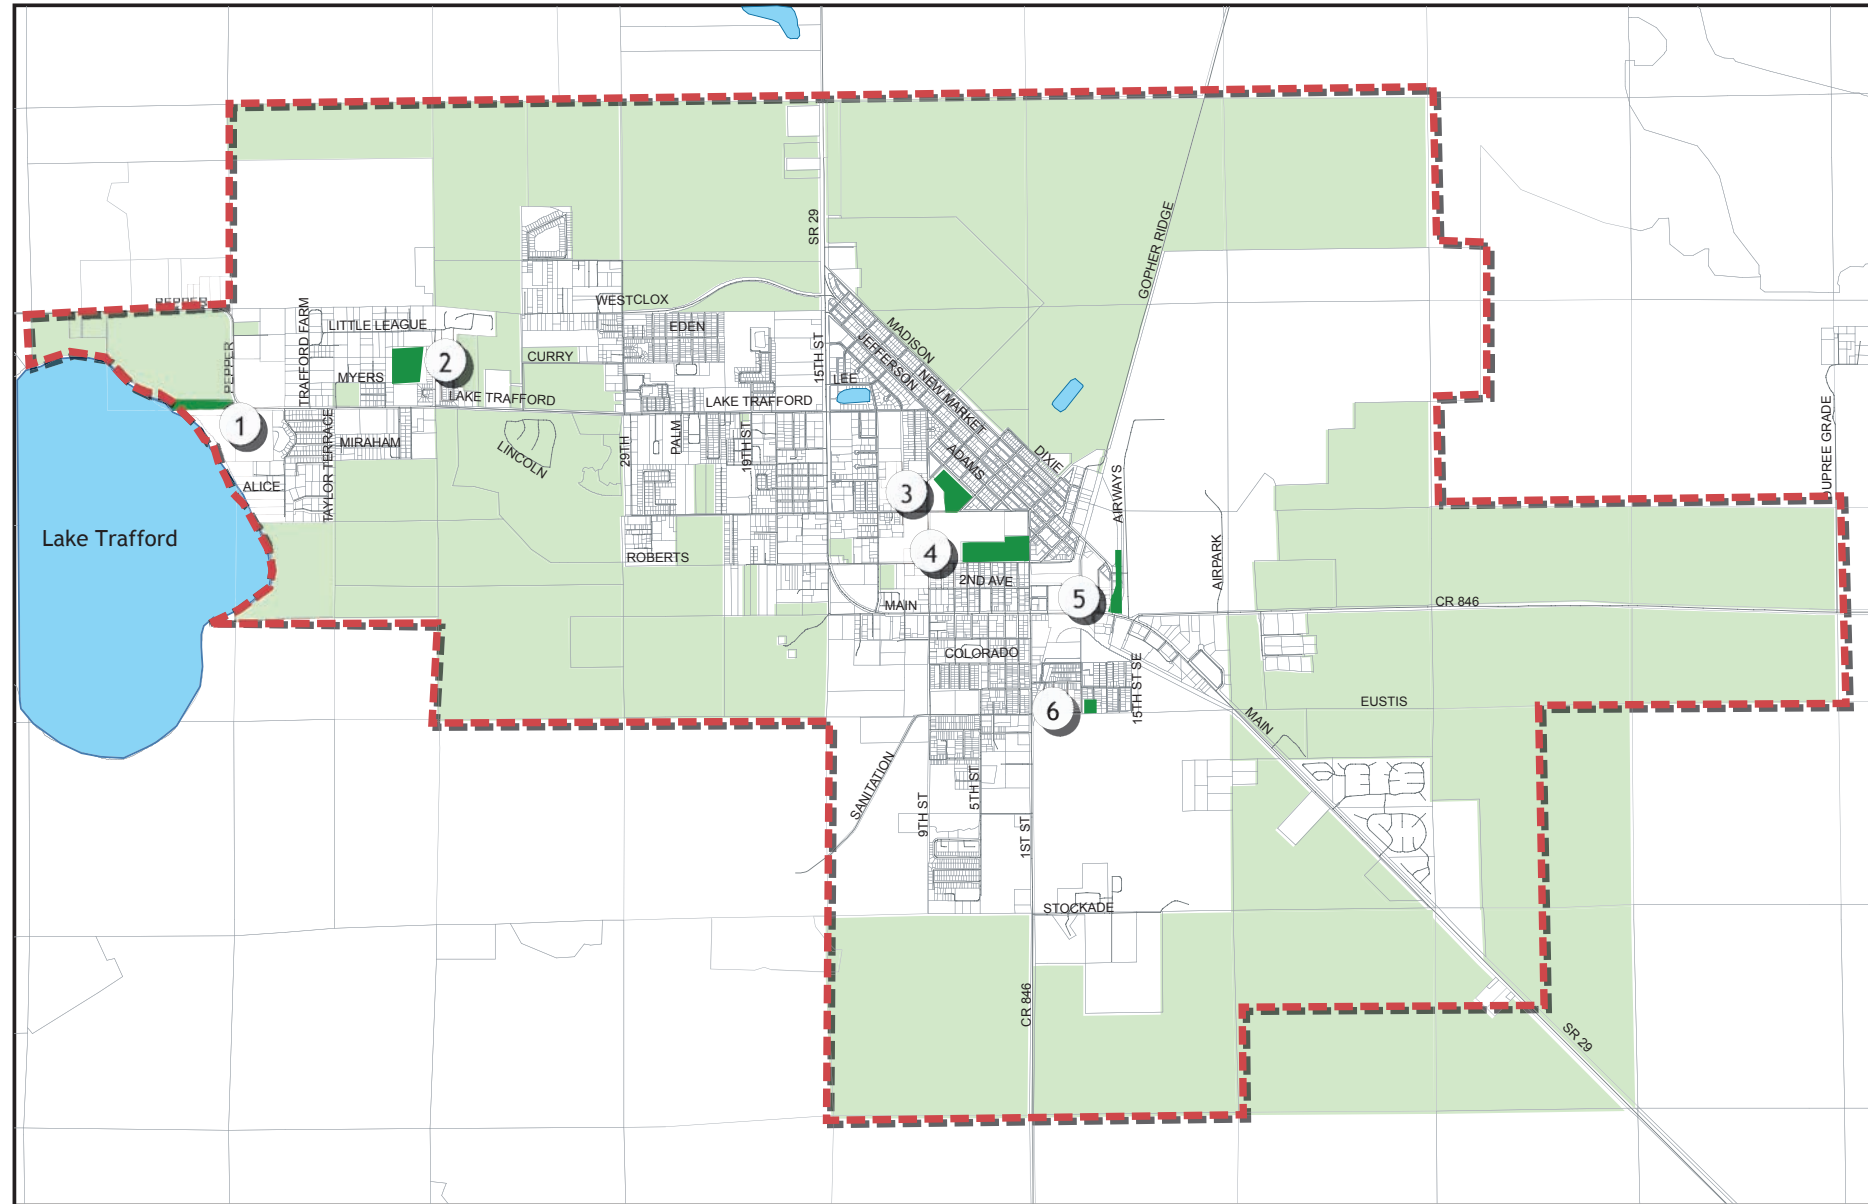 SR 29
GOPHER RIDGE
PEPPER
WESTCLOX
TRAFFORD FARM
LITTLE LEAGUE
EDEN
MADISON
PEPPER
15TH ST
JEFFERSON
CURRY
2
MYERS
LEE
NEW MARKET
LAKE TRAFFORD
LAKE TRAFFORD
1
TAYLOR TERRACE
MIRAHAM
LINCOLN
29TH
PALM
19TH ST
ADAMS
DIXIE
DUPREE GRADE
ALICE
3
AIRWAYS
Lake Trafford
ROBERTS
4
2ND AVE
AIRPARK
MAIN
5
CR 846
COLORADO
15TH ST SE
6
EUSTIS
MAIN
SANITATION
9TH ST
5TH ST
1ST ST
STOCKADE
CR 846
SR 29